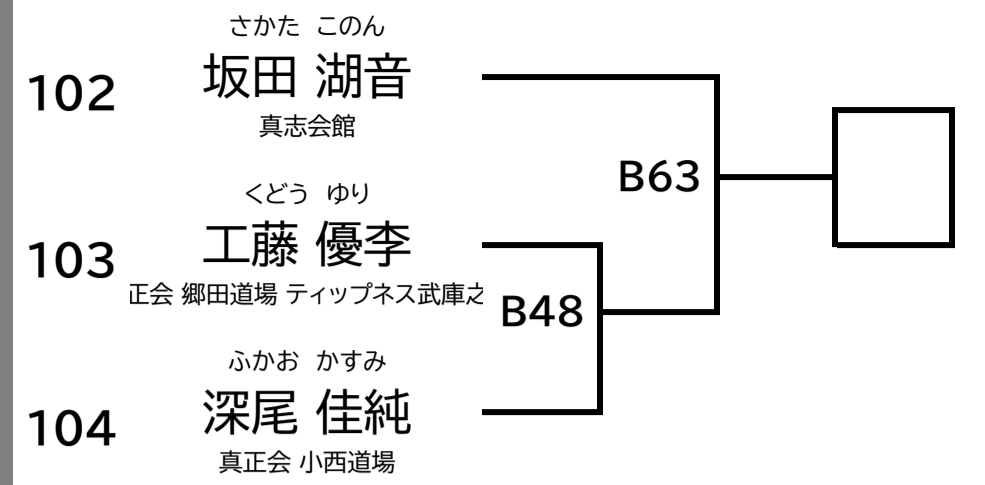 さかた このん
102 坂田 湖音
真志会館
B63
くどう ゆり
103 工藤 優李
正会 郷田道場 ティップネス武庫之
B48
ふかお かすみ
104 深尾 佳純
真正会 小西道場